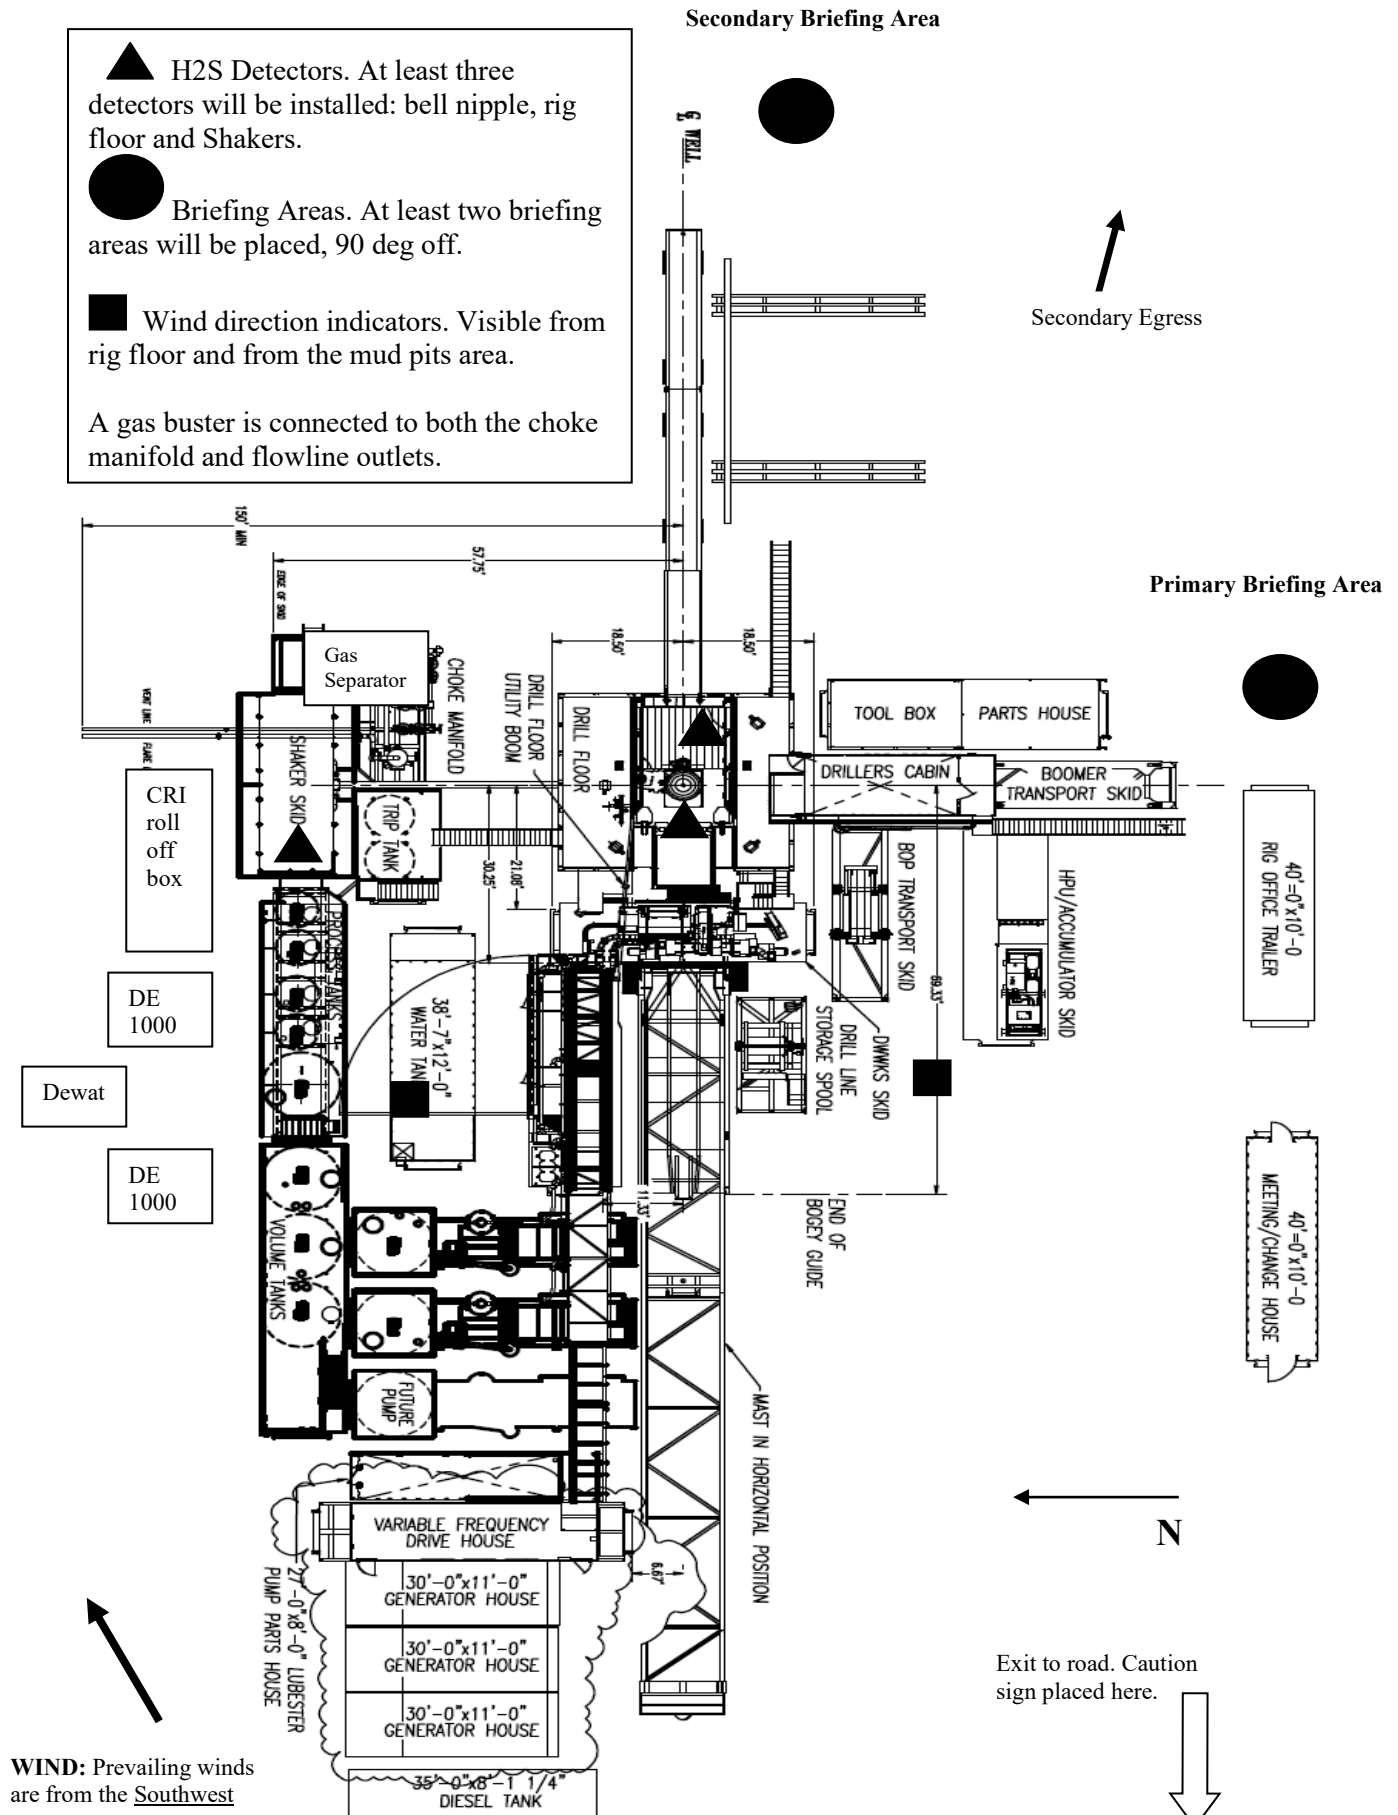 Secondary Briefing Area
H2S Detectors. At least three
detectors will be installed: bell nipple, rig
floor and Shakers.
Briefing Areas. At least two briefing
areas will be placed, 90 deg off.
Wind direction indicators. Visible from
rig floor and from the mud pits area.
A gas buster is connected to both the choke
manifold and flowline outlets.
WELL
Secondary Egress
150' MIN
57.75'
EDGE OF SKID
Primary Briefing Area
18.50'
18.50'
Gas
Separator
CHOKE MANIFOLD
DRILL FLOOR
UTILITY BOOM
DRILL FLOOR
TOOL BOX
PARTS HOUSE
VENT LINE
SHAKER SKID
DRILLERS CABIN
BOOMER
TRANSPORT SKID
CRI
roll
off
box
TRIP TANK
30.25'
21.08'
BOP TRANSPORT SKID
HPU/ACCUMULATOR SKID
40'=0"x10'-0
RIG OFFICE TRAILER
PROCESS TANKS
69.33'
DE
1000
38'-7"x12'-0"
WATER TANK
DRILL LINE
STORAGE SPOOL
DWWKS SKID
Dewat
DE
1000
VOLUME TANKS
11.33'
END OF
BOGEY GUIDE
40'=0"x10'-0
MEETING/CHANGE HOUSE
FUTURE
PUMP
MAST IN HORIZONTAL POSITION
N
VARIABLE FREQUENCY
DRIVE HOUSE
6.67'
27'-0"x8'-0" LUBESTER
PUMP PARTS HOUSE
30'-0"x11'-0"
GENERATOR HOUSE
30'-0"x11'-0"
GENERATOR HOUSE
30'-0"x11'-0"
GENERATOR HOUSE
Exit to road. Caution
sign placed here.
WIND: Prevailing winds
are from the Southwest
35'-0"x8'-1 1/4"
DIESEL TANK